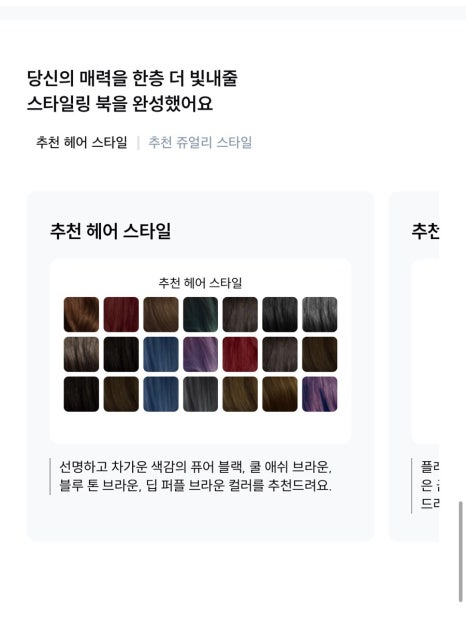 당신의 매력을 한층 더 빛내줄
스타일링 북을 완성했어요
추천 헤어 스타일 | 추천 쥬얼리 스타일
추천 헤어 스타일
추천 헤어 스타일
선명하고 차가운 색감의 퓨어 블랙, 쿨 애쉬 브라운,
블루 톤 브라운, 딥 퍼플 브라운 컬러를 추천드려요.
추천
은